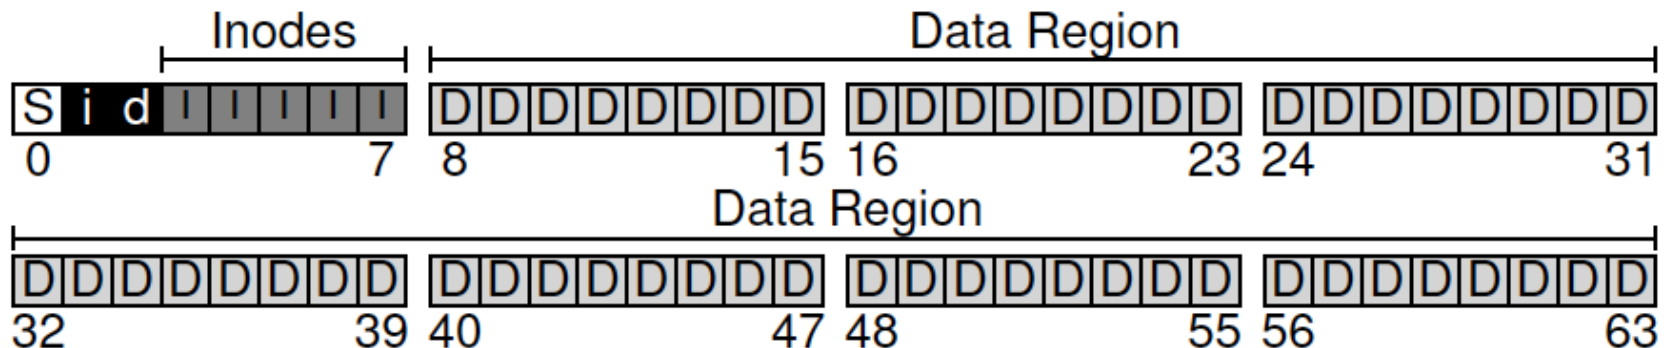 Inodes Data Region
S i d I I I I I D D D D D D D D D D D D D D D D D D D D D D D D
0 7 8 15 16 23 24 31
Data Region
D D D D D D D D D D D D D D D D D D D D D D D D D D D D D D D D
32 39 40 47 48 55 56 63